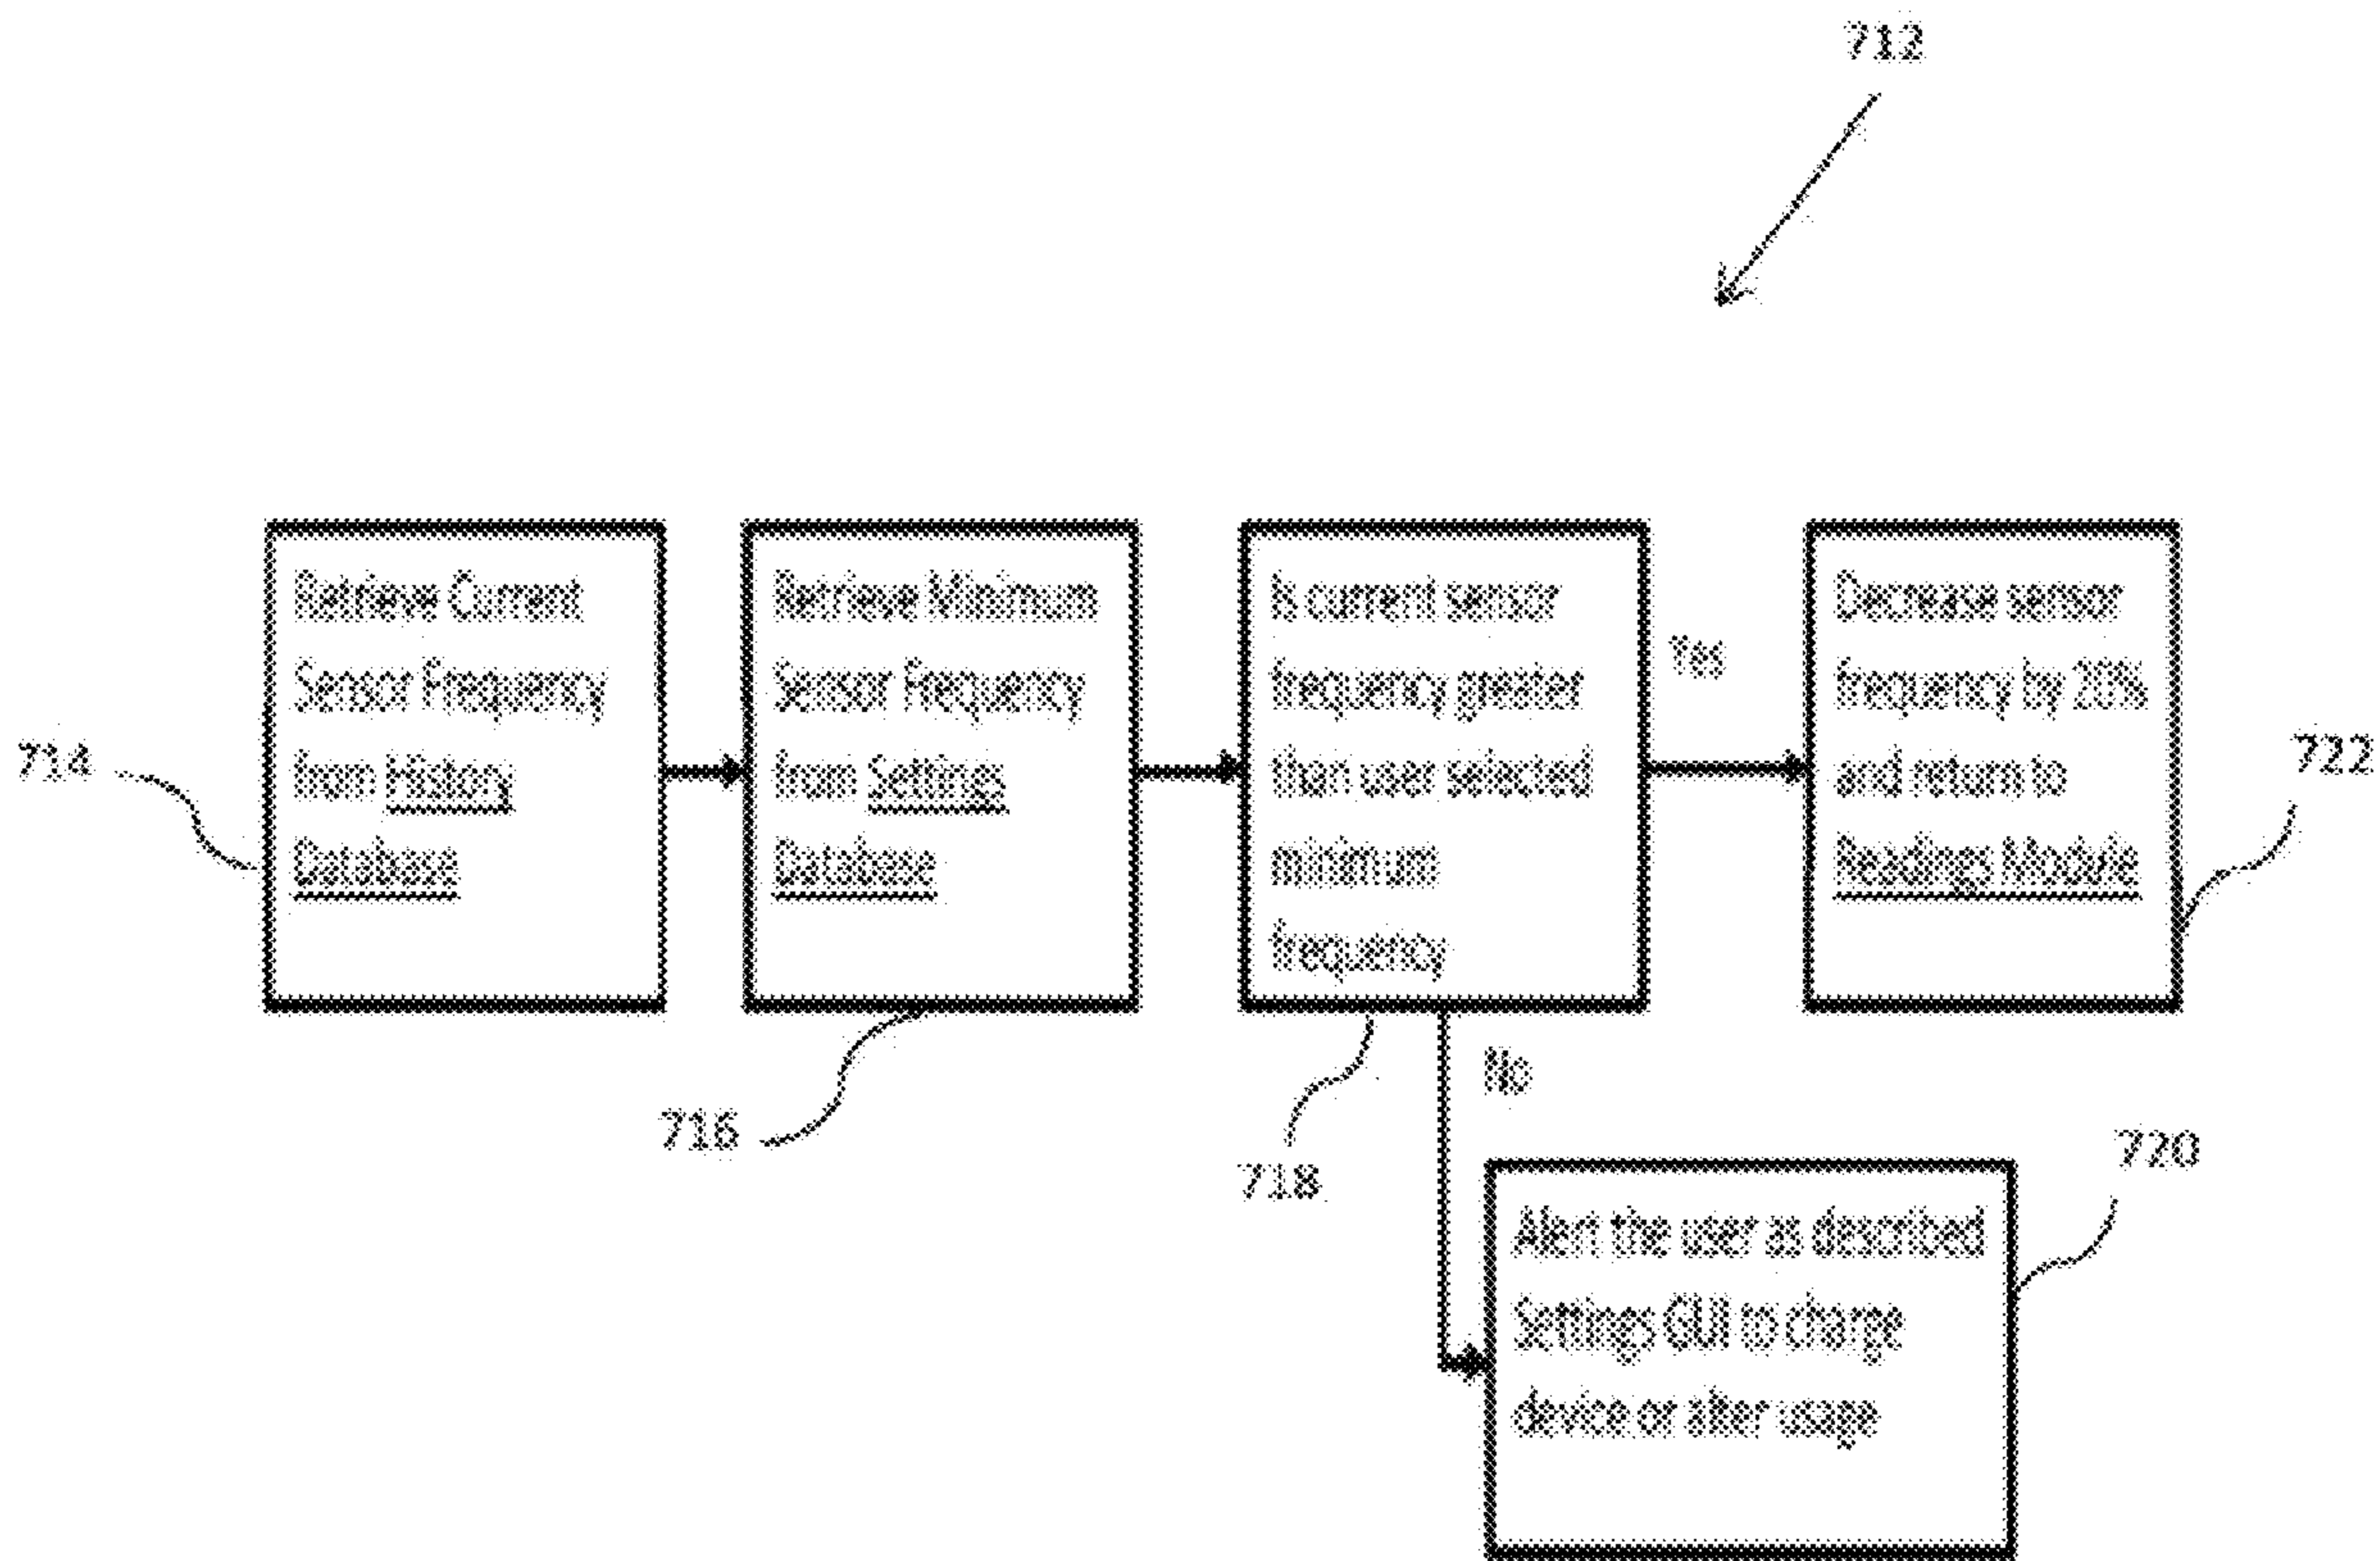 712
Retrieve Current
Sensor Frequency
from History
Database
714
Retrieve Minimum
Sensor Frequency
from Settings
Database
716
Is current sensor
frequency greater
than user selected
minimum
frequency
718
Yes
Decrease sensor
frequency by 20%
and return to
Readings Module
722
No
Alert the user as described
Settings GUI to charge
device or alter usage
720